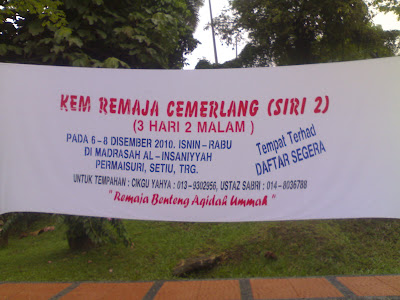 KEM REMAJA CEMERLANG (SIRI 2)
(3 HARI 2 MALAM)
PADA 6 - 8 DISEMBER 2010. ISNIN - RABU
DI MADRASAH AL-INSANIYYAH
PERMAISURI, SETIU, TRG.
Tempat Terhad
DAFTAR SEGERA
UNTUK TEMPAHAN : CIKGU YAHYA : 013-9302956, USTAZ SABRI : 014-8036788
" Remaja Benteng Aqidah Ummah "